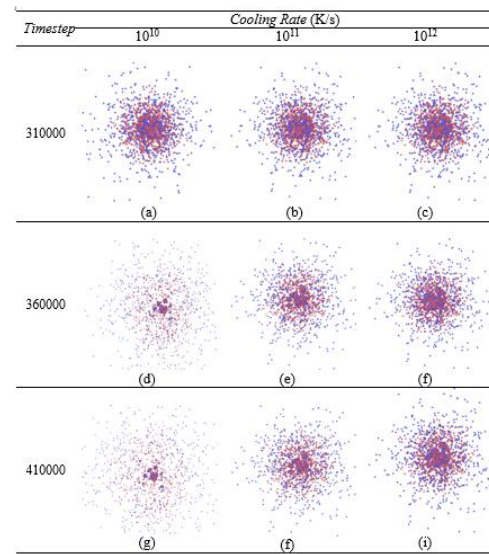 Timestep
Cooling Rate (K/s)
10¹⁰ 10¹¹ 10¹²
310000
(a) (b) (c)
360000
(d) (e) (f)
410000
(g) (f) (i)